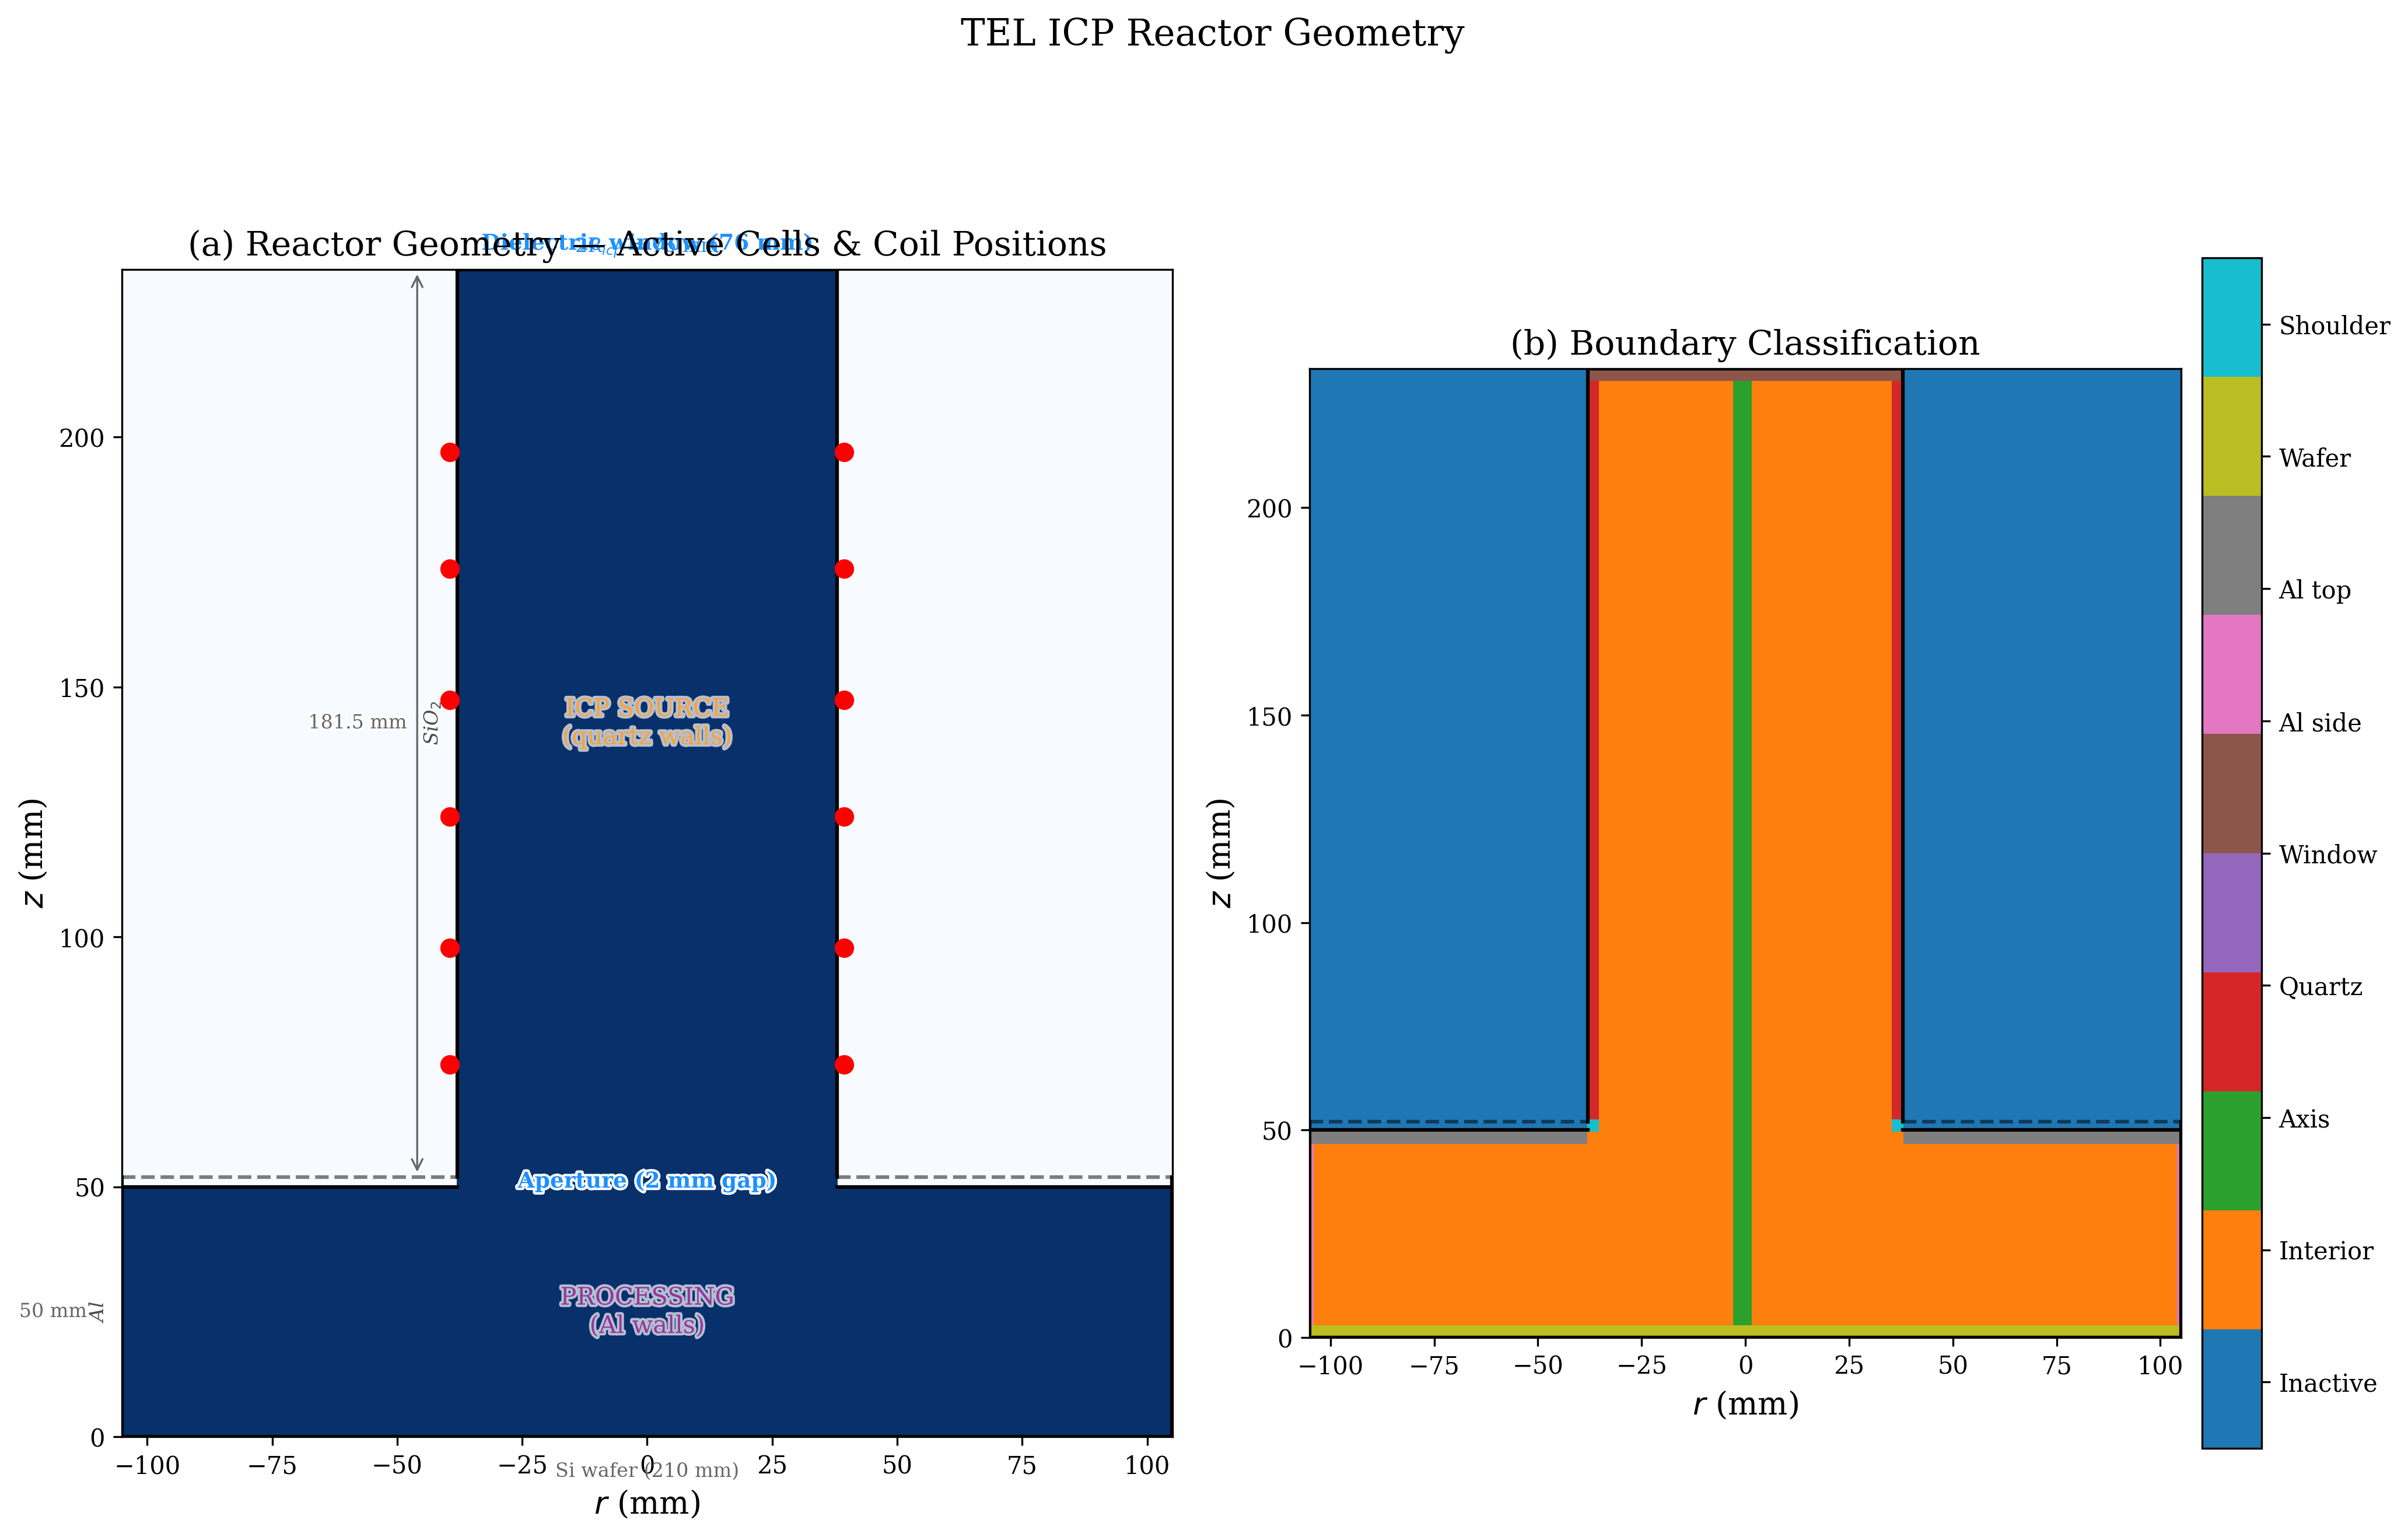 TEL ICP Reactor Geometry
(a) Reactor Geometry — Active Cells & Coil Positions
Dielectric window (76 mm)
z (mm)
200
150
100
50
0
181.5 mm
SiO2
ICP SOURCE
(quartz walls)
Aperture (2 mm gap)
PROCESSING
(Al walls)
50 mm
Al
−100
−75
−50
−25
0
25
50
75
100
Si wafer (210 mm)
r (mm)
(b) Boundary Classification
z (mm)
200
150
100
50
0
−100
−75
−50
−25
0
25
50
75
100
r (mm)
Shoulder
Wafer
Al top
Al side
Window
Quartz
Axis
Interior
Inactive